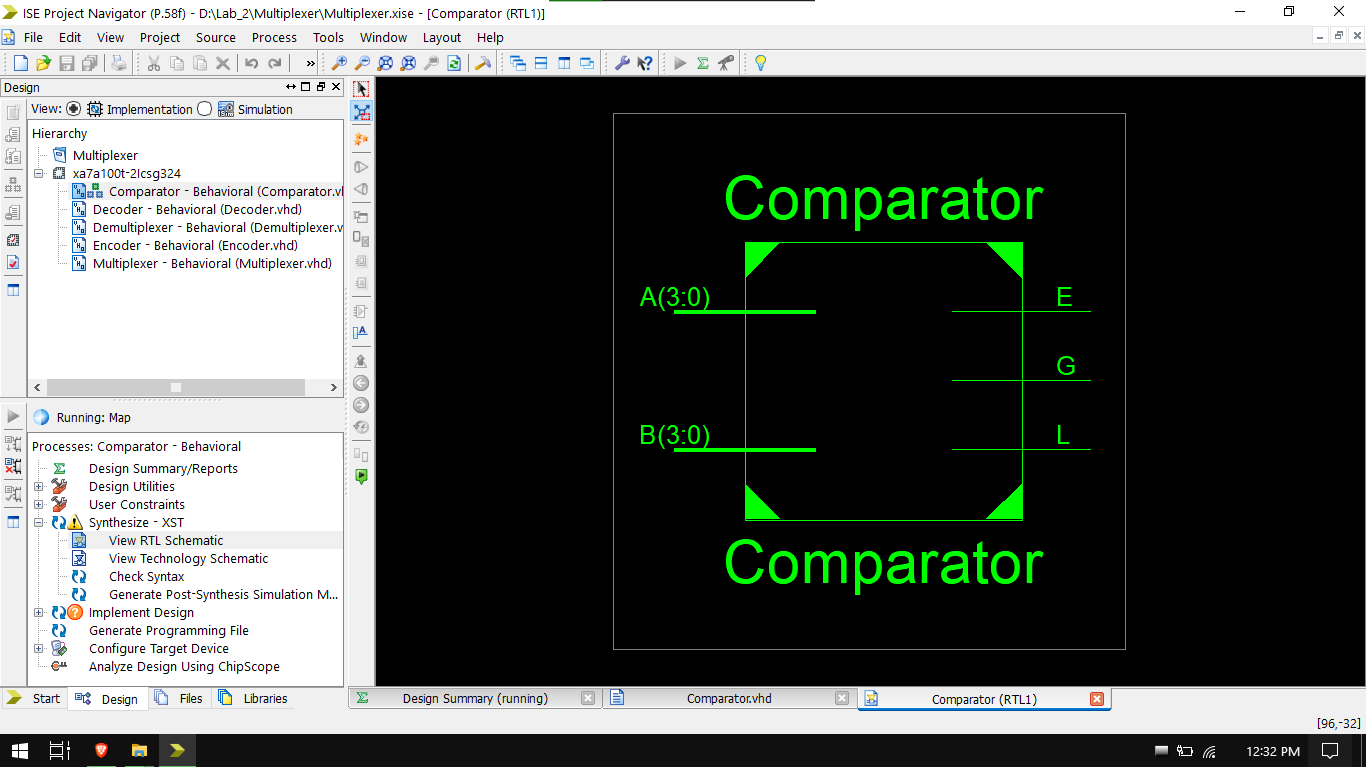 ISE Project Navigator (P.58f) - D:\Lab_2\Multiplexer\Multiplexer.xise - [Comparator (RTL1)]
File Edit View Project Source Process Tools Window Layout Help
»
Design
View: Implementation Simulation
Hierarchy
Multiplexer
xa7a100t-2Icsg324
Comparator - Behavioral (Comparator.vl
Decoder - Behavioral (Decoder.vhd)
Demultiplexer - Behavioral (Demultiplexer.v
Encoder - Behavioral (Encoder.vhd)
Multiplexer - Behavioral (Multiplexer.vhd)
Running: Map
Processes: Comparator - Behavioral
Design Summary/Reports
Design Utilities
User Constraints
Synthesize - XST
View RTL Schematic
View Technology Schematic
Check Syntax
Generate Post-Synthesis Simulation M...
Implement Design
Generate Programming File
Configure Target Device
Analyze Design Using ChipScope
Start Design Files Libraries
Comparator
A(3:0) E
G
B(3:0) L
Comparator
Design Summary (running) Comparator.vhd Comparator (RTL1)
[96,-32]
12:32 PM